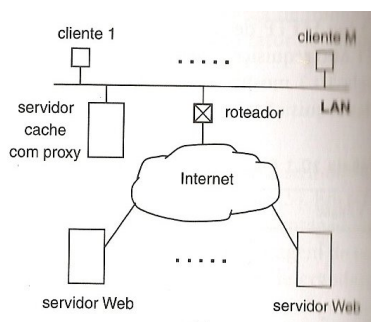 cliente 1
cliente M
servidor
cache
com proxy
roteador
LAN
Internet
servidor Web
servidor Web